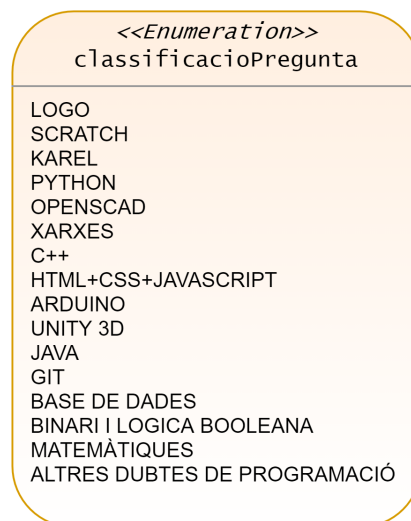 <<Enumeration>>
classificacioPregunta
LOGO
SCRATCH
KAREL
PYTHON
OPENSCAD
XARXES
C++
HTML+CSS+JAVASCRIPT
ARDUINO
UNITY 3D
JAVA
GIT
BASE DE DADES
BINARI I LOGICA BOOLEANA
MATEMÀTIQUES
ALTRES DUBTES DE PROGRAMACIÓ